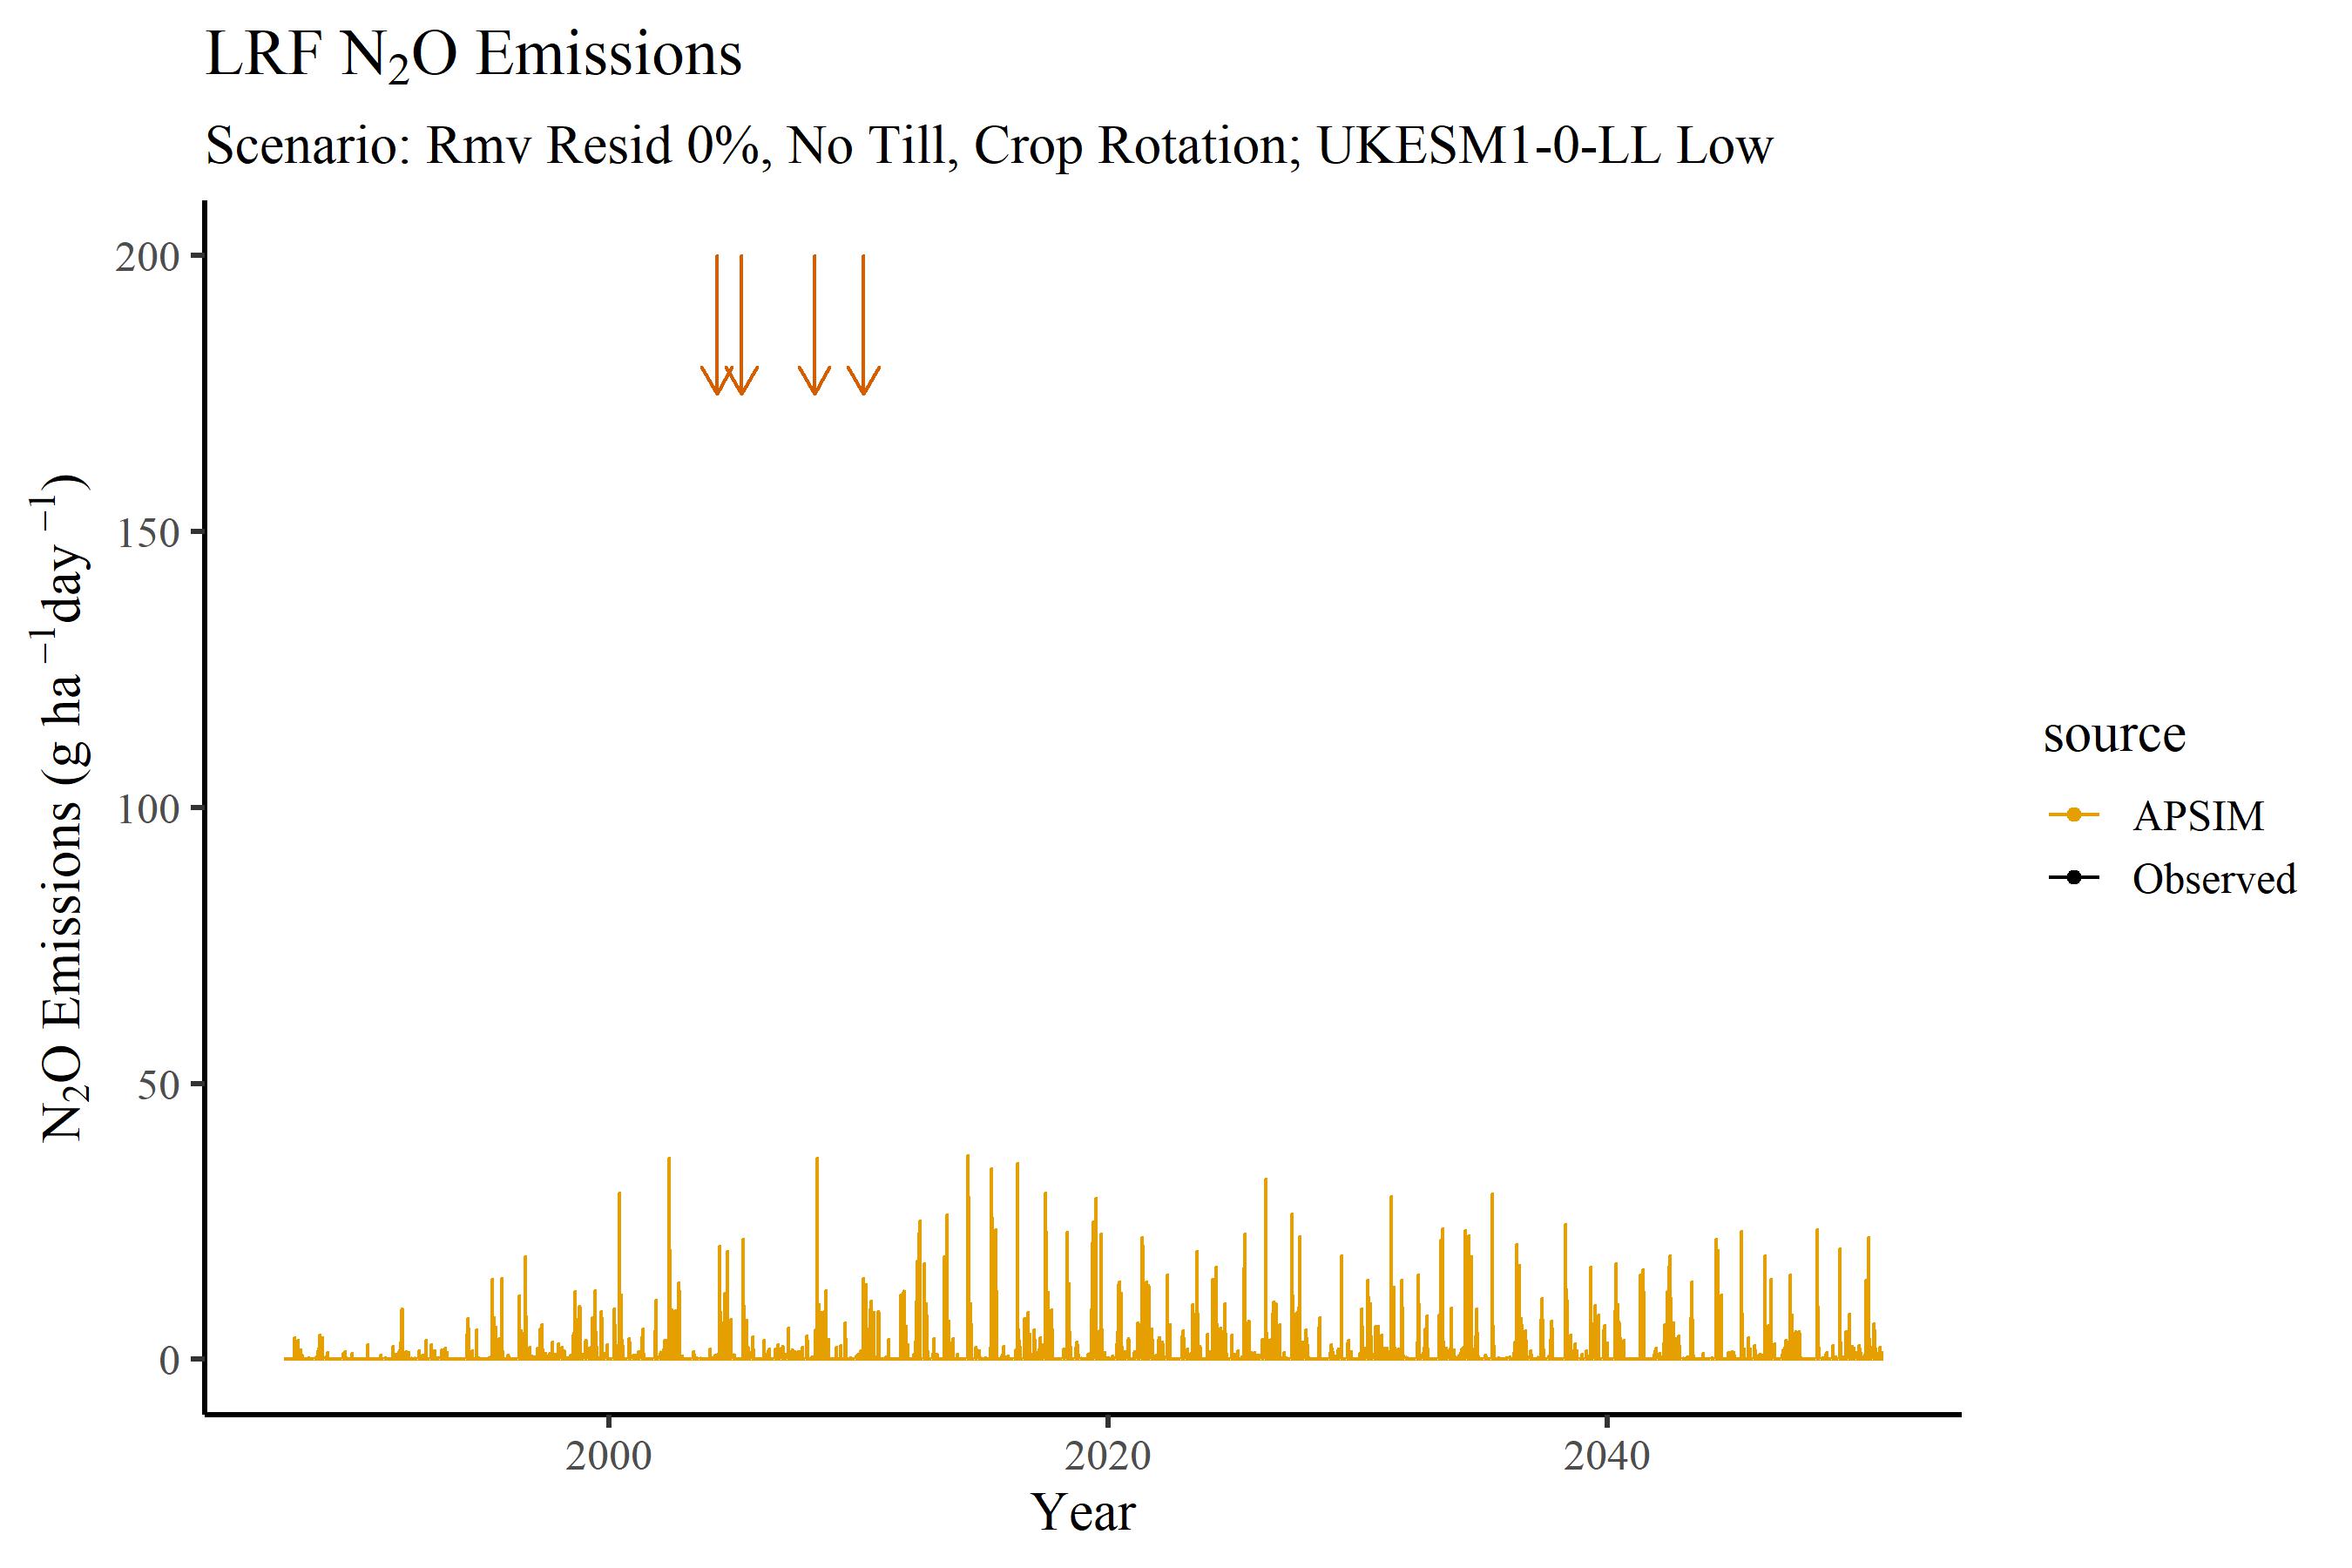 LRF N₂O Emissions
Scenario: Rmv Resid 0%, No Till, Crop Rotation; UKESM1-0-LL Low
N₂O Emissions (g ha ⁻¹day ⁻¹)
200
150
100
50
0
2000 2020 2040
Year
source
APSIM
Observed